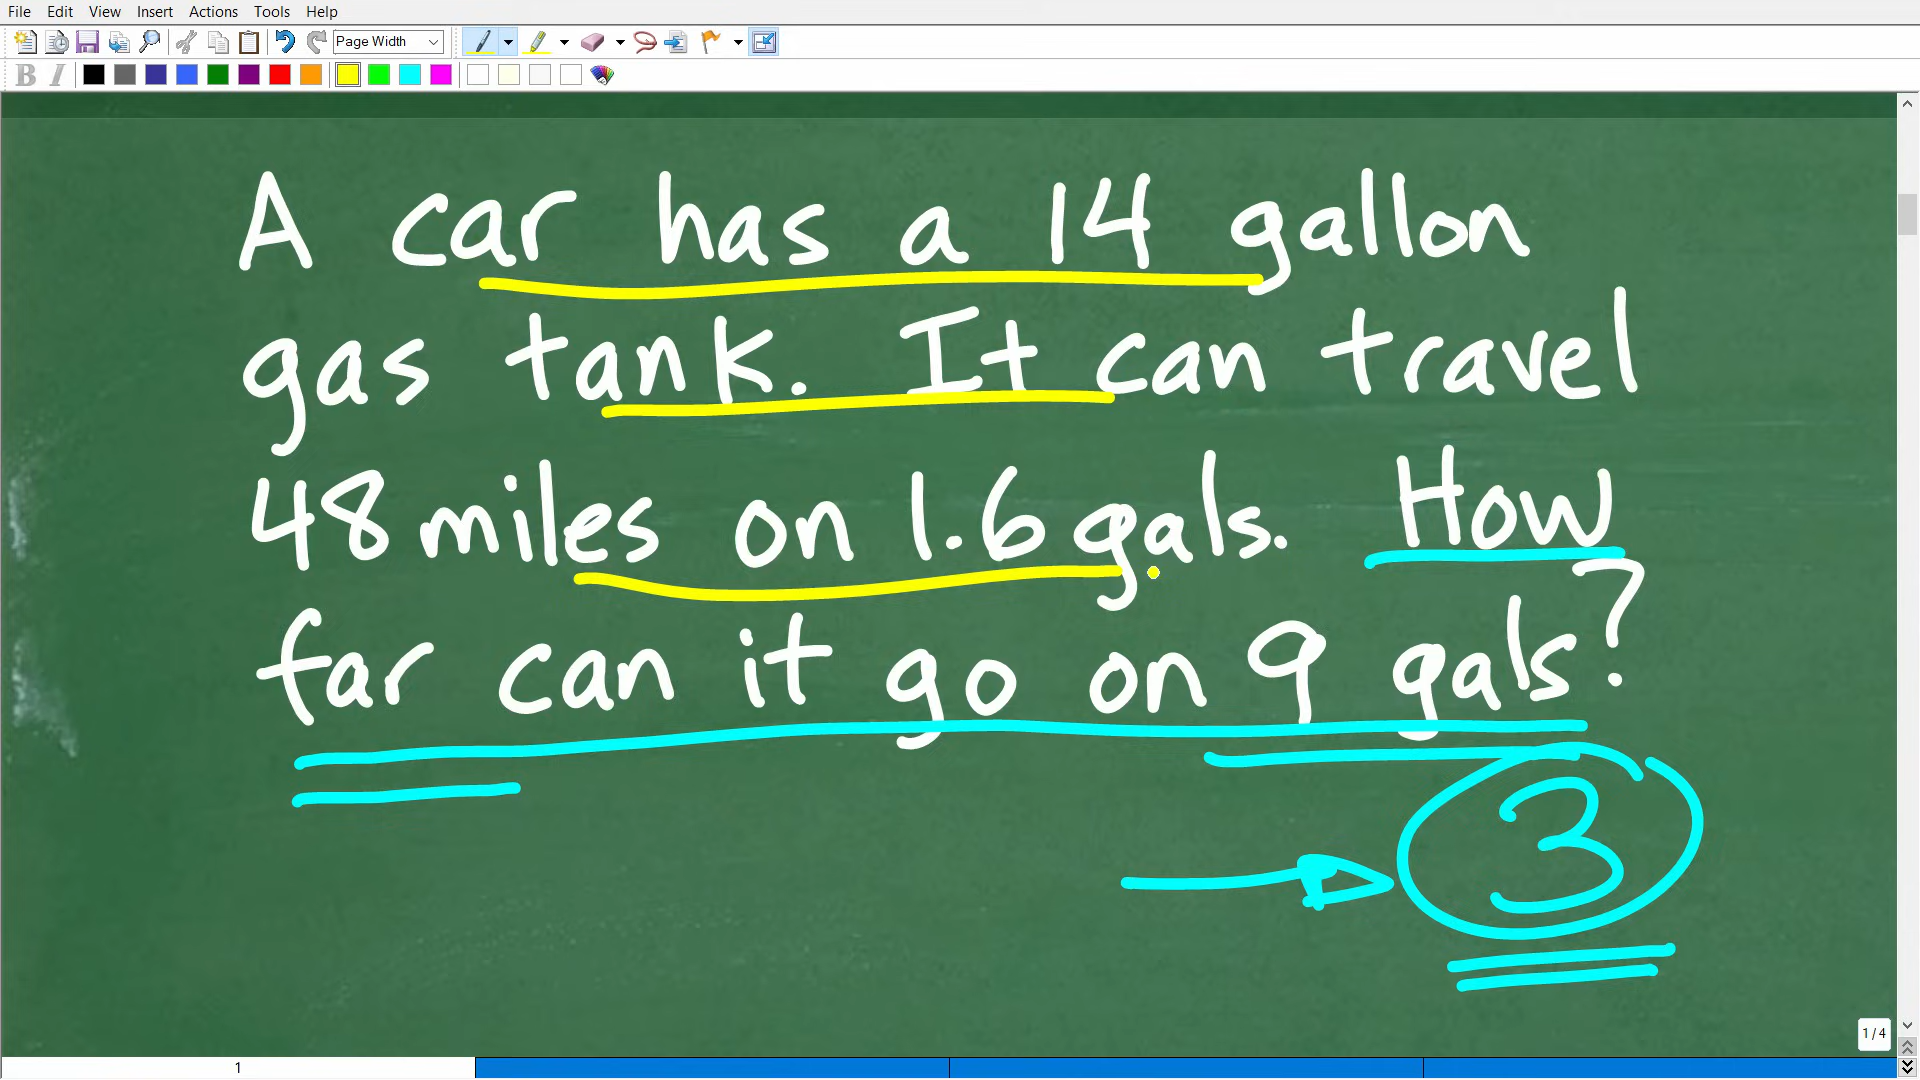 File Edit View Insert Actions Tools Help
Page Width
B I
A car has a 14 gallon
gas tank. It can travel
48 miles on 1.6 gals. How
far can it go on 9 gals?
3
1 / 4
1